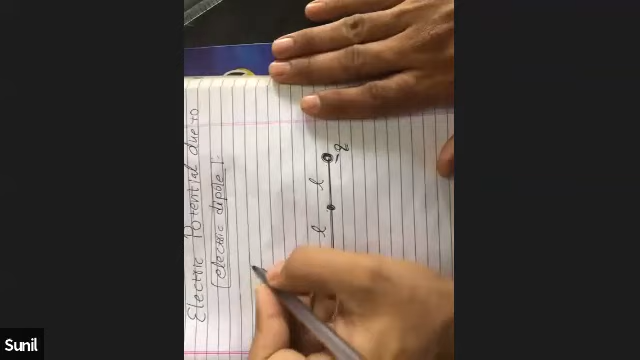 Electric Potential due to
electric dipole :
l
l
-q
Sunil